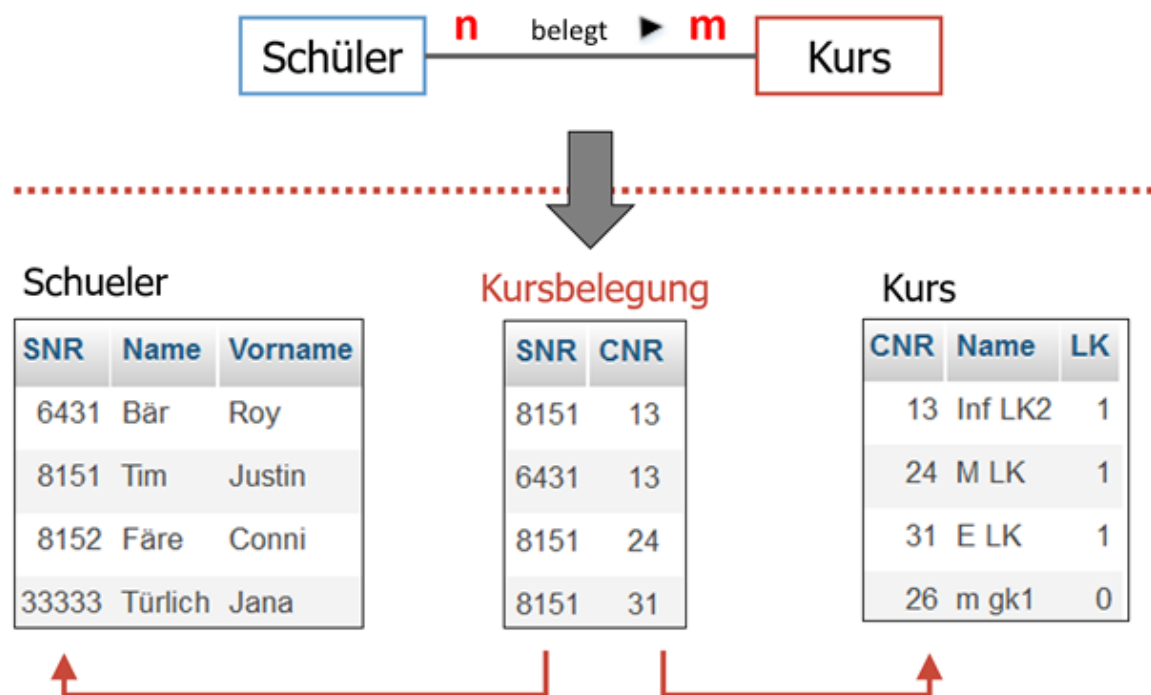 n belegt ► m
Schüler Kurs
Schueler Kursbelegung Kurs
SNR Name Vorname
6431 Bär Roy
8151 Tim Justin
8152 Färe Conni
33333 Türlich Jana
SNR CNR
8151 13
6431 13
8151 24
8151 31
CNR Name LK
13 Inf LK2 1
24 M LK 1
31 E LK 1
26 m gk1 0